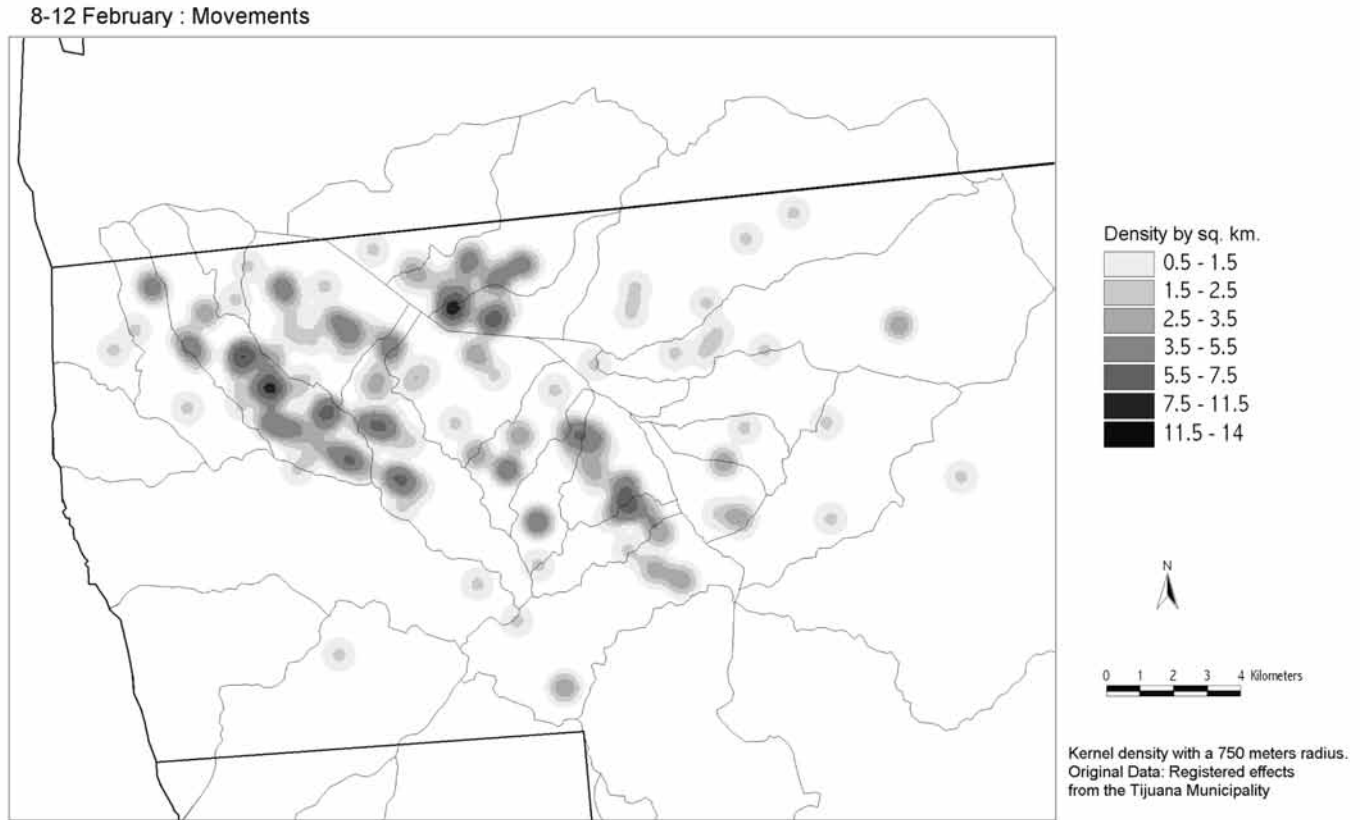 8-12 February : Movements
Density by sq. km.
0.5 - 1.5
1.5 - 2.5
2.5 - 3.5
3.5 - 5.5
5.5 - 7.5
7.5 - 11.5
11.5 - 14
N
0 1 2 3 4 Kilometers
Kernel density with a 750 meters radius.
Original Data: Registered effects
from the Tijuana Municipality